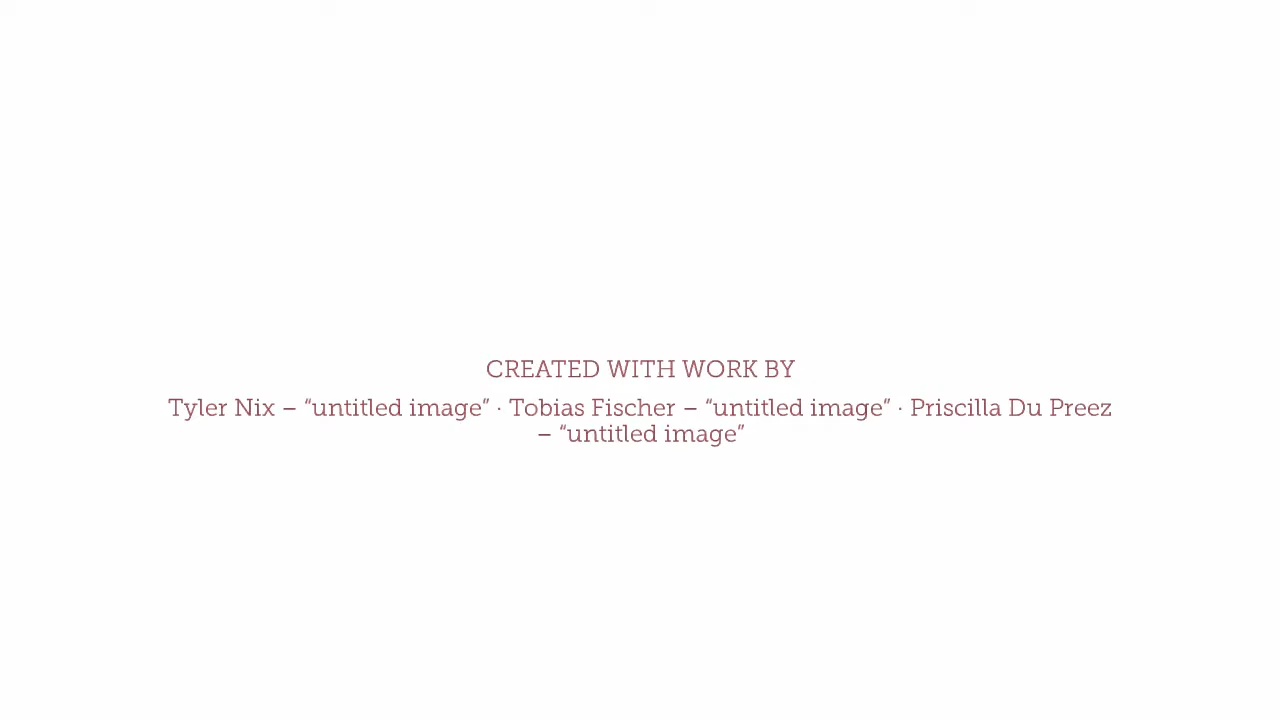 CREATED WITH WORK BY
Tyler Nix – “untitled image” · Tobias Fischer – “untitled image” · Priscilla Du Preez
– “untitled image”